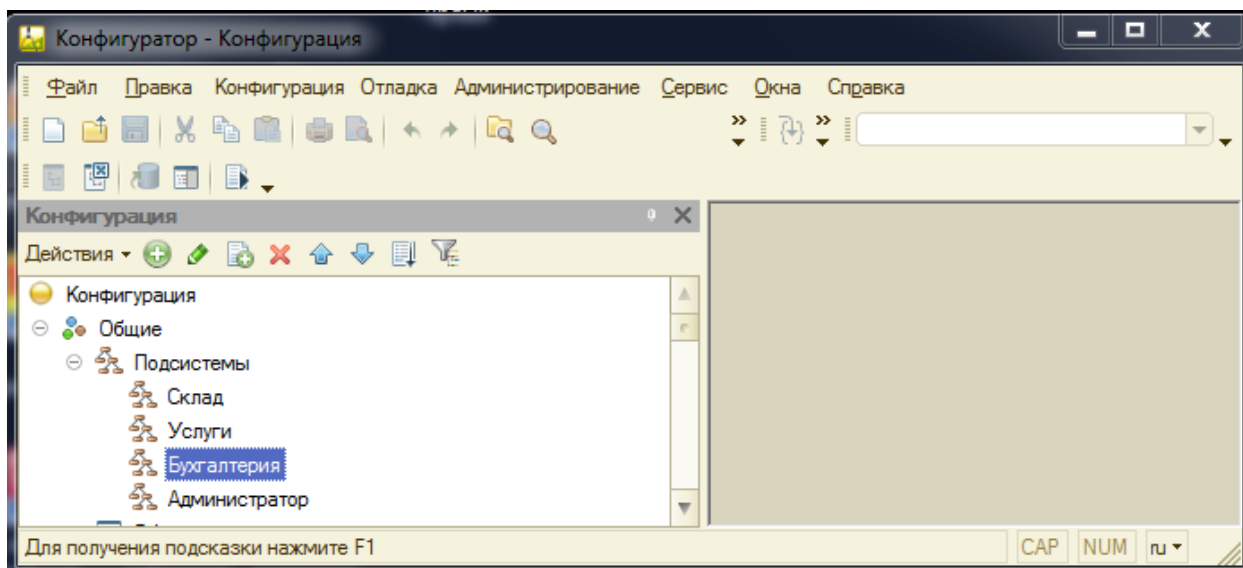 Конфигуратор - Конфигурация
Файл Правка Конфигурация Отладка Администрирование Сервис Окна Справка
Конфигурация
Действия
Конфигурация
Общие
Подсистемы
Склад
Услуги
Бухгалтерия
Администратор
Для получения подсказки нажмите F1 CAP NUM ru